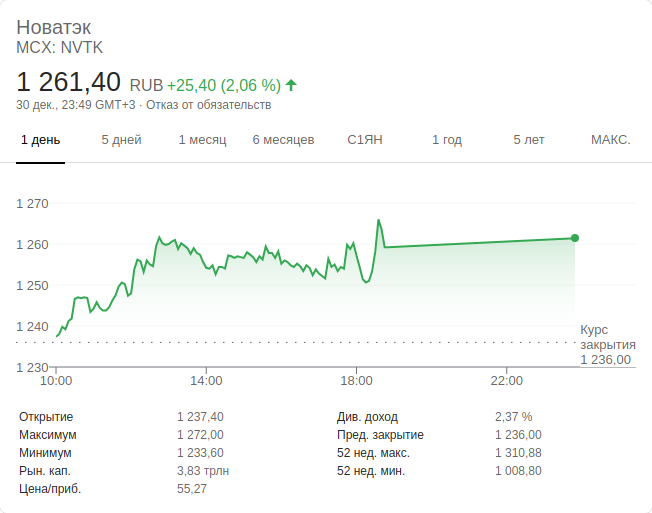 Новатэк
MCX: NVTK
1 261,40 RUB +25,40 (2,06 %)
30 дек., 23:49 GMT+3 · Отказ от обязательств
1 день 5 дней 1 месяц 6 месяцев С1ЯН 1 год 5 лет МАКС.
1 270
1 260
1 250
1 240
1 230
Курс
закрытия
1 236,00
10:00 14:00 18:00 22:00
Открытие 1 237,40 Див. доход 2,37 %
Максимум 1 272,00 Пред. закрытие 1 236,00
Минимум 1 233,60 52 нед. макс. 1 310,88
Рын. кап. 3,83 трлн 52 нед. мин. 1 008,80
Цена/приб. 55,27